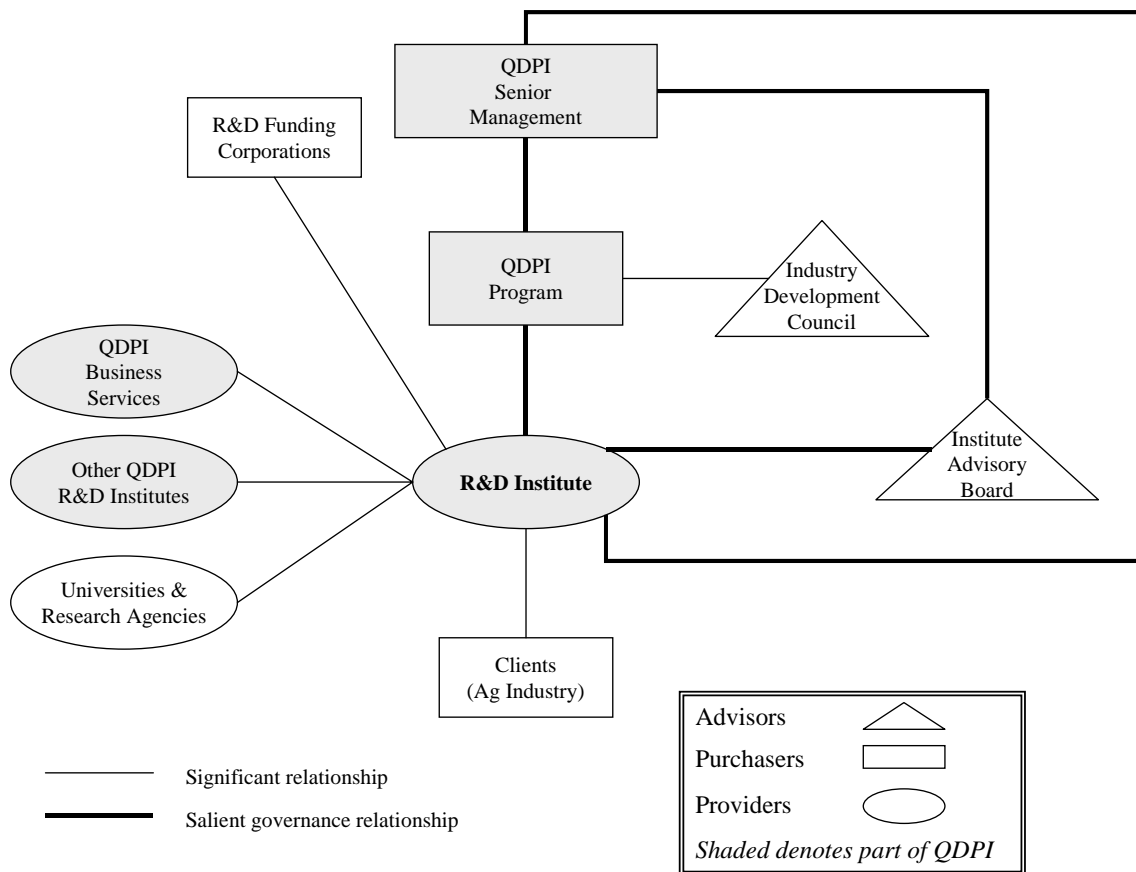 QDPI
Senior
Management
R&D Funding
Corporations
QDPI
Program
Industry
Development
Council
QDPI
Business
Services
Other QDPI
R&D Institutes
R&D Institute
Institute
Advisory
Board
Universities &
Research Agencies
Clients
(Ag Industry)
Significant relationship
Salient governance relationship
Advisors
Purchasers
Providers
Shaded denotes part of QDPI